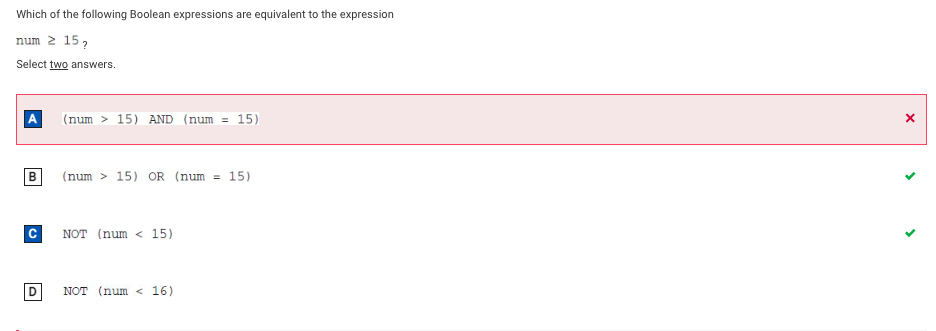 Which of the following Boolean expressions are equivalent to the expression
num ≥ 15 ?
Select two answers.
A (num > 15) AND (num = 15)
B (num > 15) OR (num = 15)
C NOT (num < 15)
D NOT (num < 16)